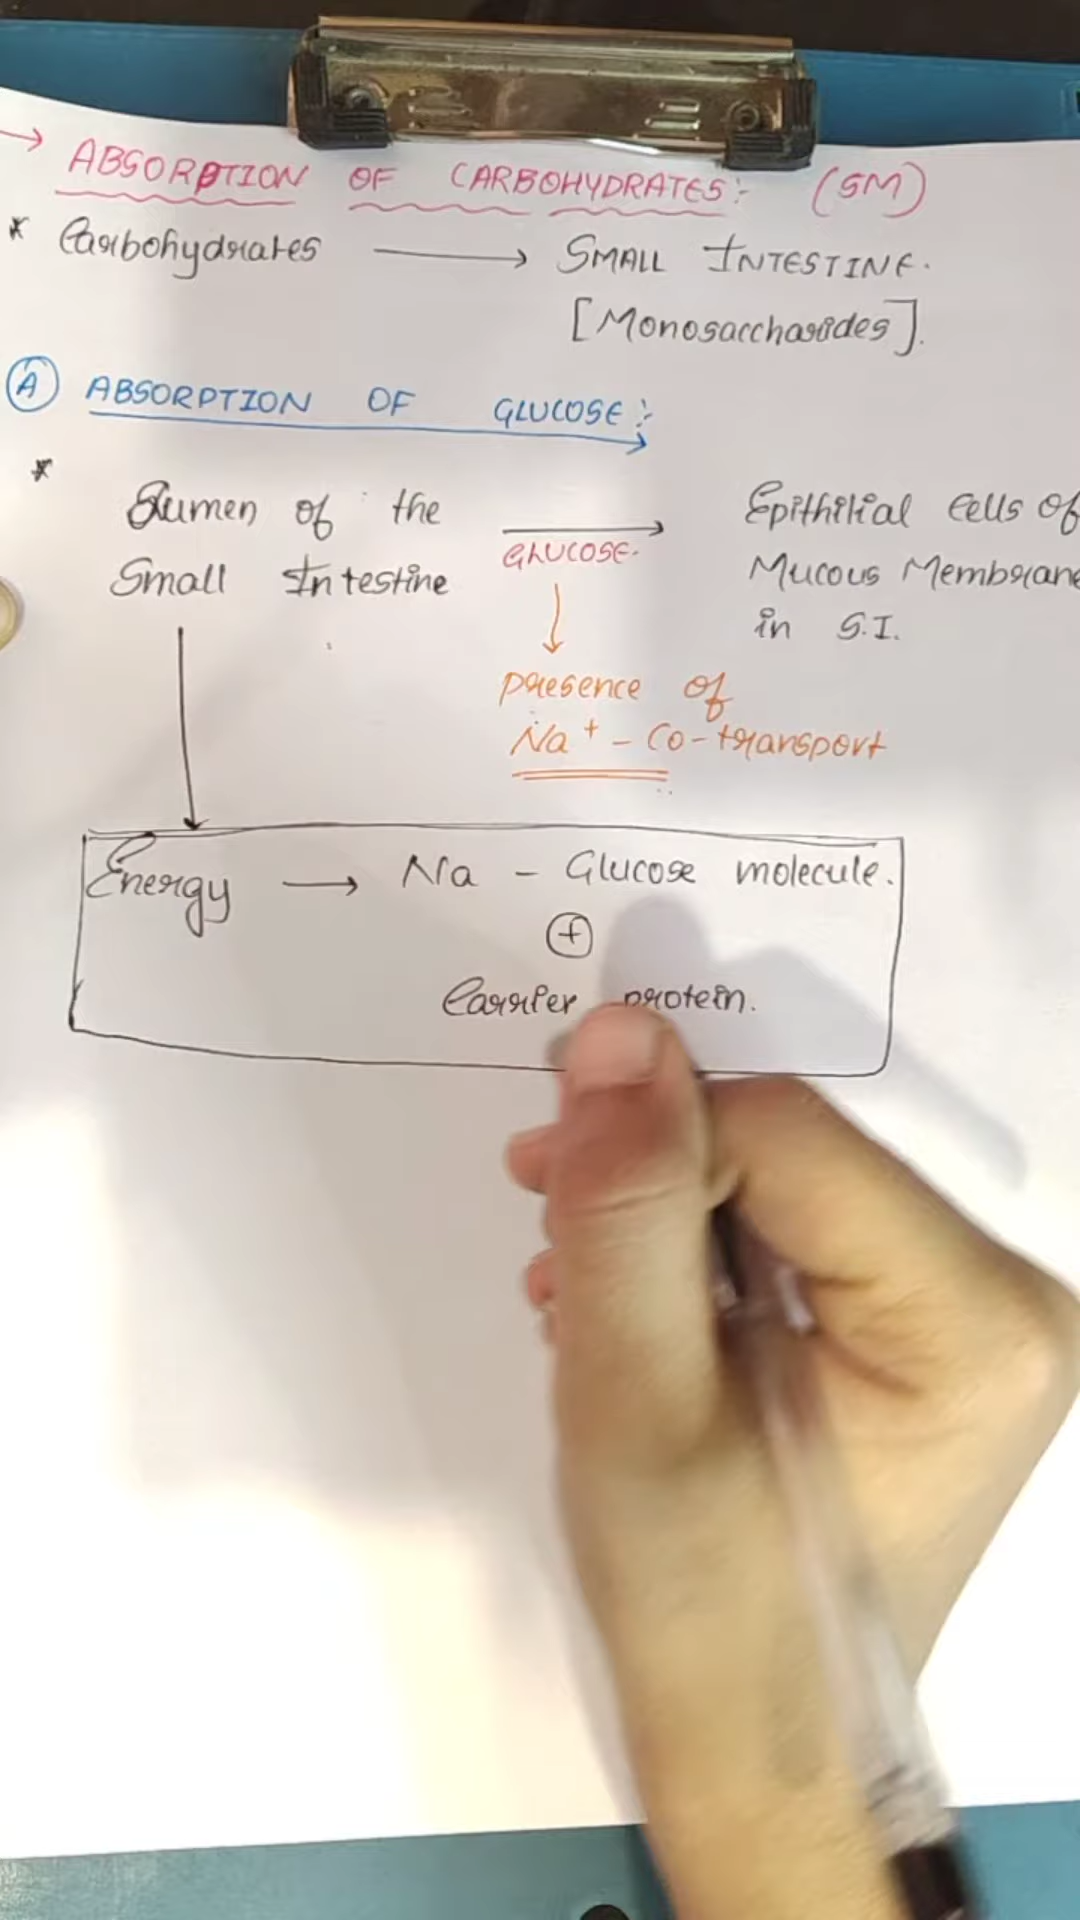 → ABSORPTION OF CARBOHYDRATES:- (5M)
* Carbohydrates → SMALL INTESTINE.
[Monosaccharides].
(A) ABSORPTION OF GLUCOSE:-
* Lumen of the Small Intestine
GLUCOSE.
Epithilial Cells of Mucous Membrane in S.I.
presence of
Na+ - Co-transport
Energy → Na - Glucose molecule.
+
Carrier protein.